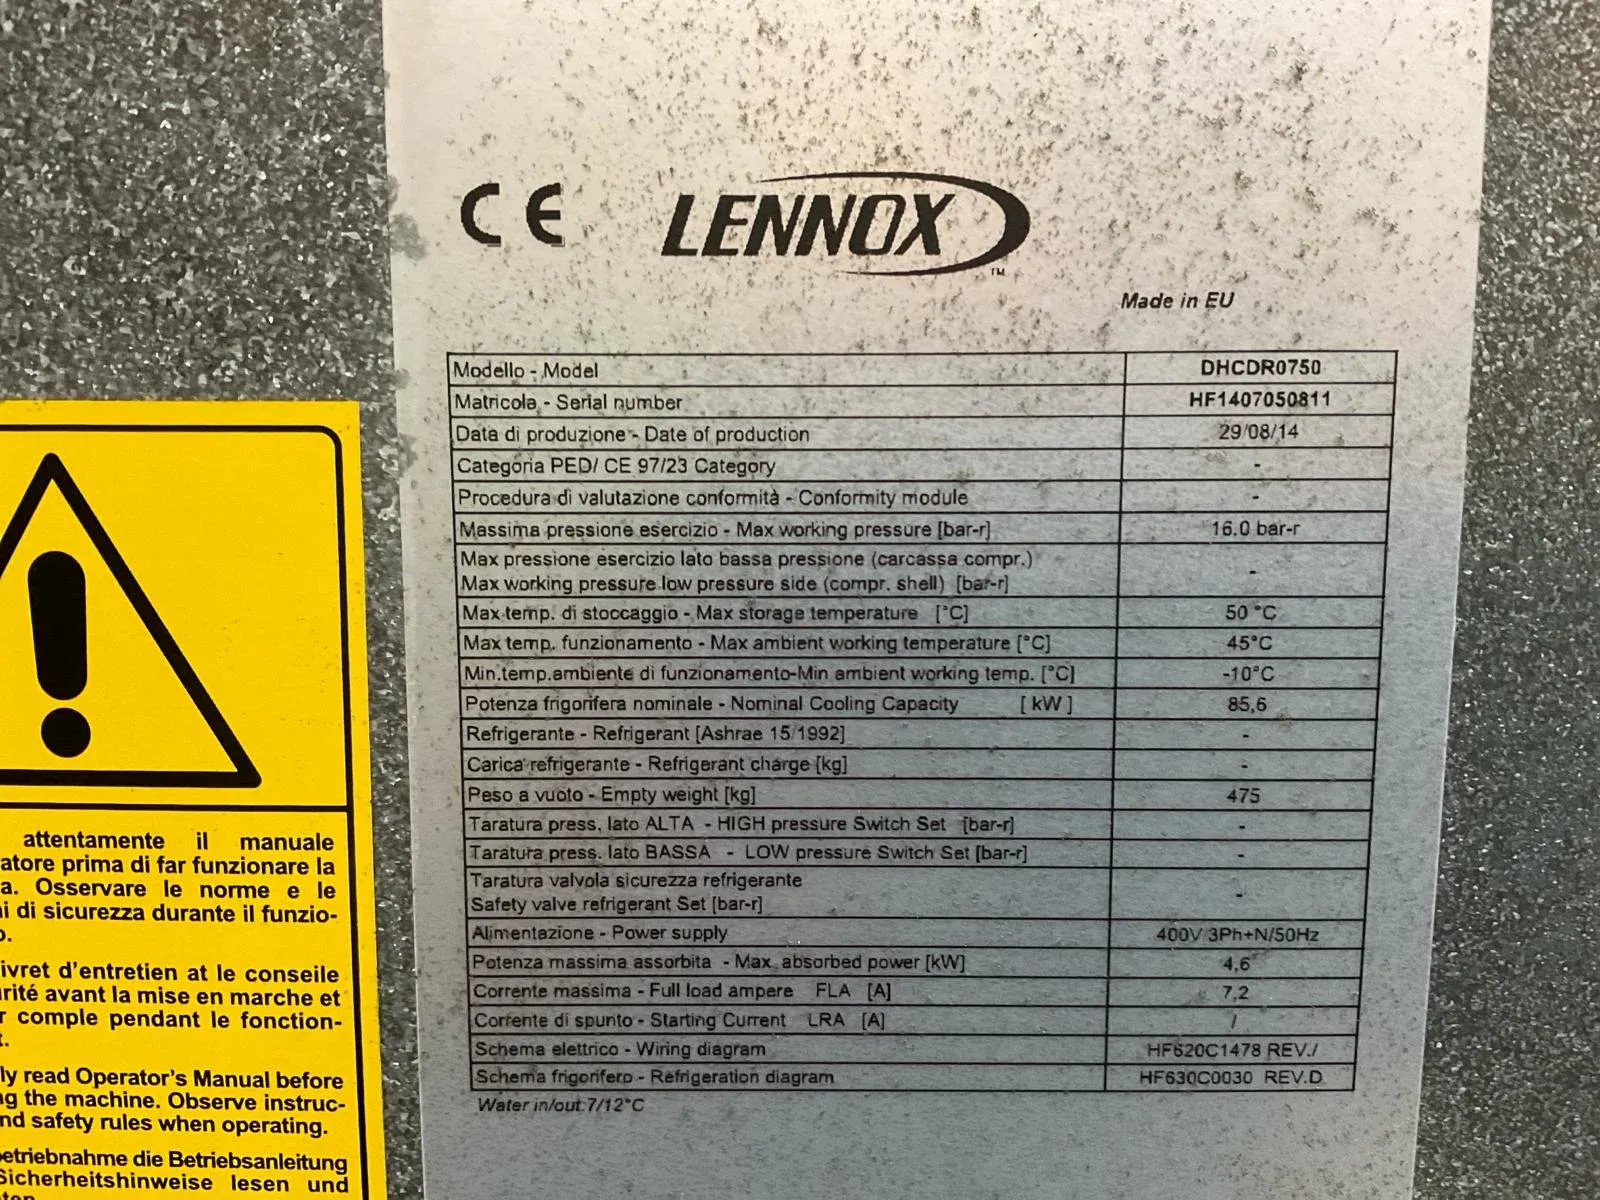 CE LENNOX
TM
Made in EU
Modello - Model DHCDR0750
Matricola - Serial number HF1407050811
Data di produzione - Date of production 29/08/14
Categoria PED/ CE 97/23 Category -
Procedura di valutazione conformità - Conformity module -
Massima pressione esercizio - Max working pressure [bar-r] 16.0 bar-r
Max pressione esercizio lato bassa pressione (carcassa compr.)
Max working pressure low pressure side (compr. shell) [bar-r] -
Max temp. di stoccaggio - Max storage temperature [°C] 50 °C
Max temp. funzionamento - Max ambient working temperature [°C] 45°C
Min.temp.ambiente di funzionamento-Min ambient working temp. [°C] -10°C
Potenza frigorifera nominale - Nominal Cooling Capacity [ kW ] 85,6
Refrigerante - Refrigerant [Ashrae 15/1992] -
Carica refrigerante - Refrigerant charge [kg] -
Peso a vuoto - Empty weight [kg] 475
Taratura press. lato ALTA - HIGH pressure Switch Set [bar-r] -
Taratura press. lato BASSA - LOW pressure Switch Set [bar-r] -
Taratura valvola sicurezza refrigerante
Safety valve refrigerant Set [bar-r] -
Alimentazione - Power supply 400V/3Ph+N/50Hz
Potenza massima assorbita - Max. absorbed power [kW] 4,6
Corrente massima - Full load ampere FLA [A] 7,2
Corrente di spunto - Starting Current LRA [A] /
Schema elettrico - Wiring diagram HF620C1478 REV./
Schema frigorifero - Refrigeration diagram HF630C0030 REV.D
Water in/out:7/12°C
attentamente il manuale
atore prima di far funzionare la
a. Osservare le norme e le
i di sicurezza durante il funzio-
o.
ivret d'entretien at le conseile
rité avant la mise en marche et
r comple pendant le fonction-
t.
ly read Operator's Manual before
ng the machine. Observe instruc-
nd safety rules when operating.
etriebnahme die Betriebsanleitung
Sicherheitshinweise lesen und